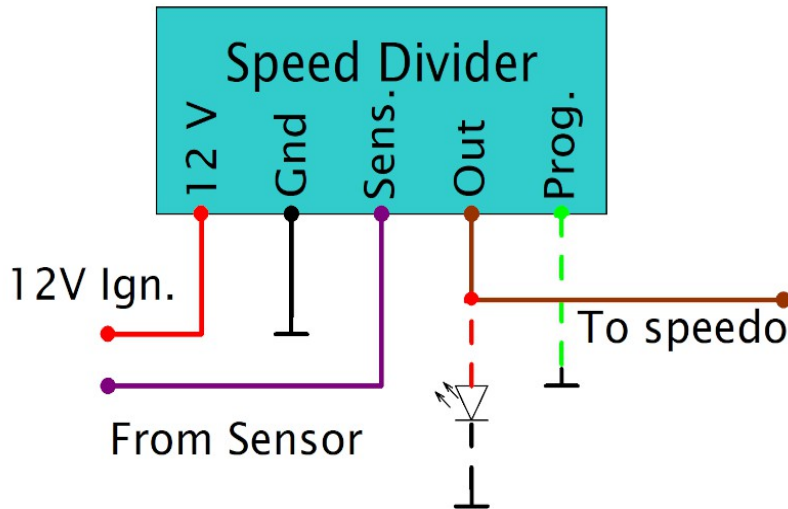 Speed Divider
12 V
Gnd
Sens.
Out
Prog.
12V Ign.
To speedo
From Sensor